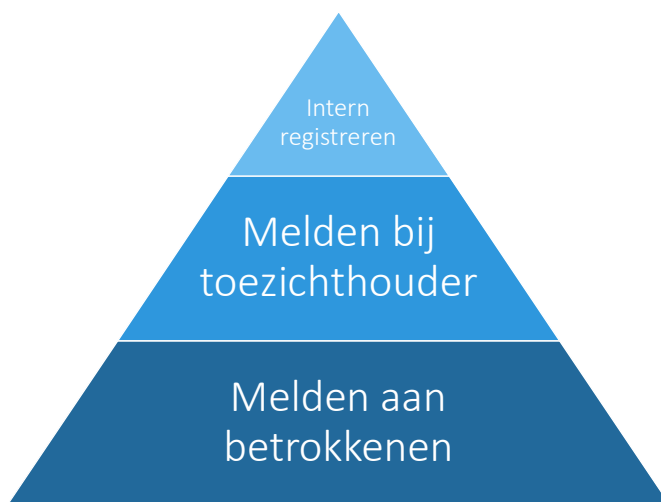 Intern
registreren
Melden bij
toezichthouder
Melden aan
betrokkenen